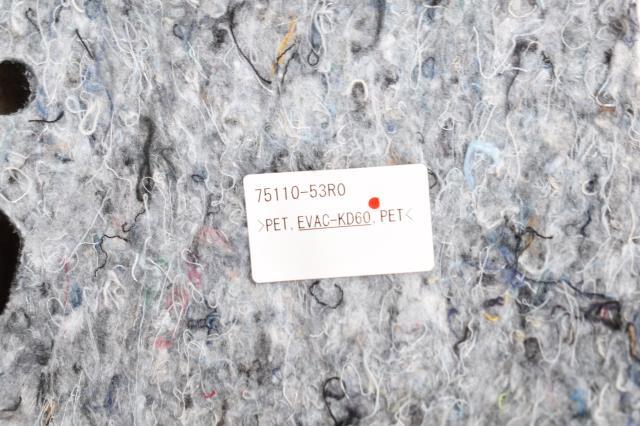 75110-53R0
>PET, EVAC-KD60, PET<